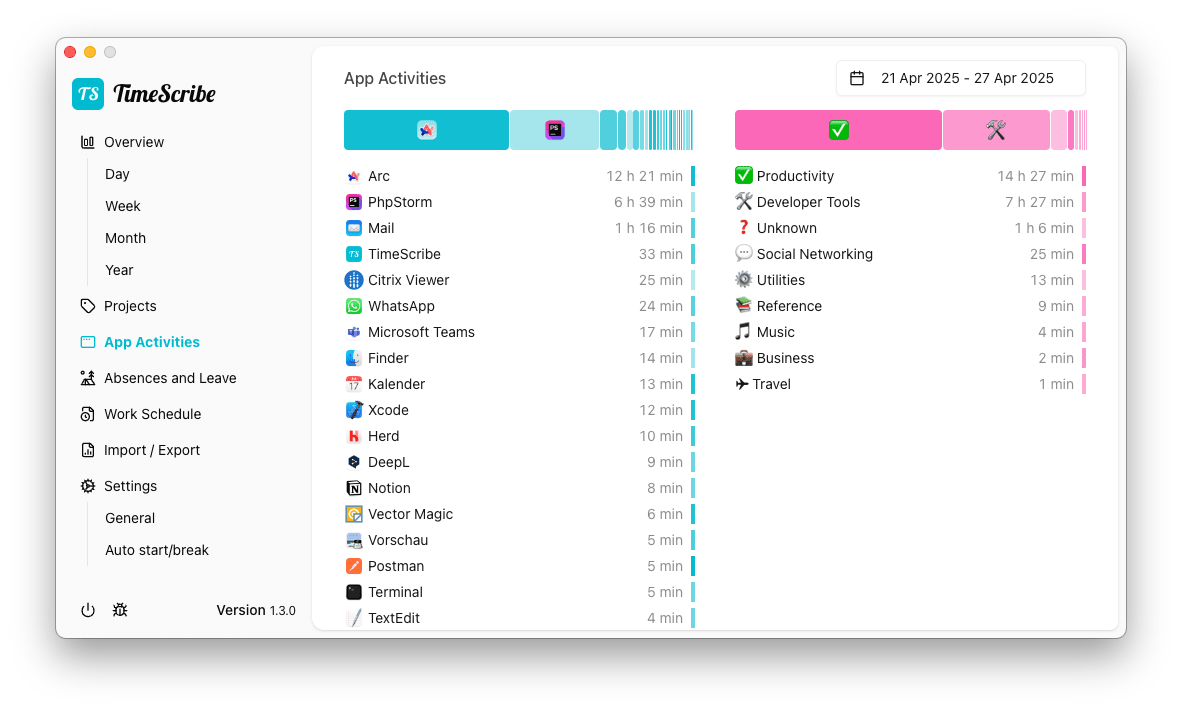 TS TimeScribe
Overview
Day
Week
Month
Year
Projects
App Activities
Absences and Leave
Work Schedule
Import / Export
Settings
General
Auto start/break
Version 1.3.0
App Activities
21 Apr 2025 - 27 Apr 2025
PS
Arc 12 h 21 min
PhpStorm 6 h 39 min
Mail 1 h 16 min
TimeScribe 33 min
Citrix Viewer 25 min
WhatsApp 24 min
Microsoft Teams 17 min
Finder 14 min
Kalender 13 min
Xcode 12 min
Herd 10 min
DeepL 9 min
Notion 8 min
Vector Magic 6 min
Vorschau 5 min
Postman 5 min
Terminal 5 min
TextEdit 4 min
Productivity 14 h 27 min
Developer Tools 7 h 27 min
Unknown 1 h 6 min
Social Networking 25 min
Utilities 13 min
Reference 9 min
Music 4 min
Business 2 min
Travel 1 min